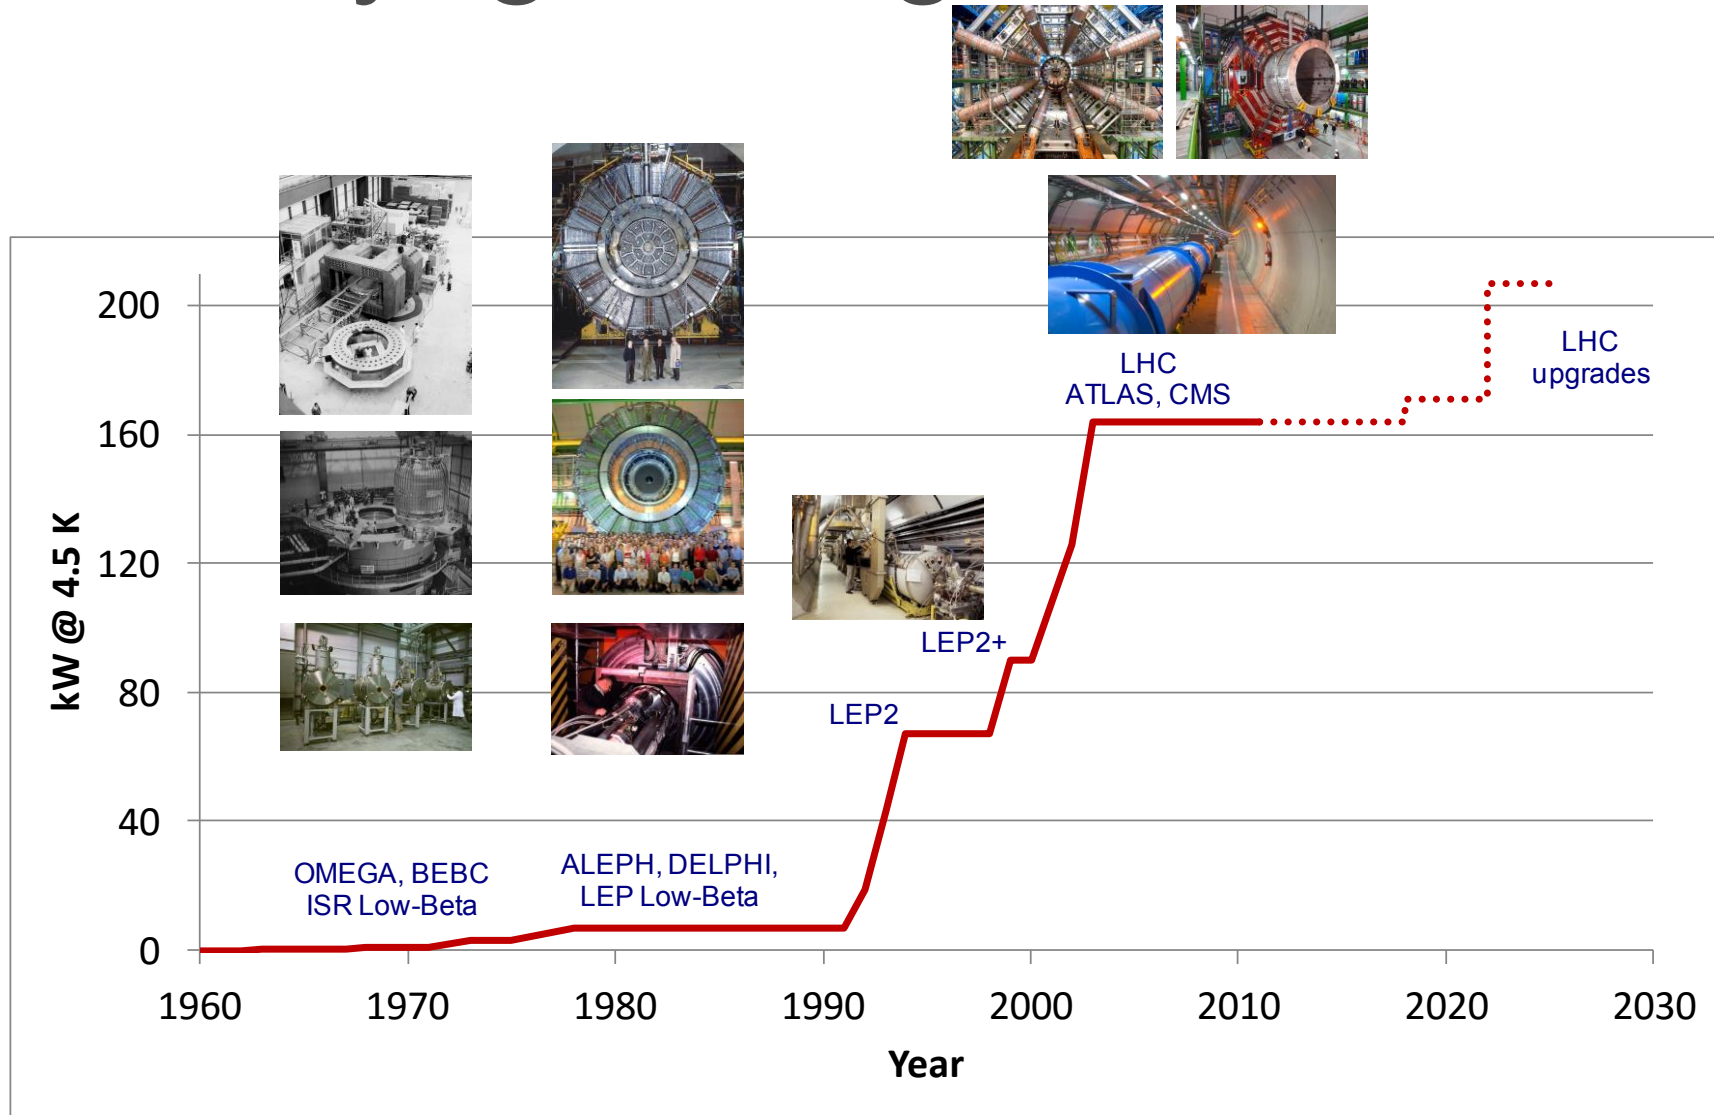 200
160
120
80
40
0
kW @ 4.5 K
1960
1970
1980
1990
2000
2010
2020
2030
Year
OMEGA, BEBC
ISR Low-Beta
ALEPH, DELPHI,
LEP Low-Beta
LEP2
LEP2+
LHC
ATLAS, CMS
LHC
upgrades